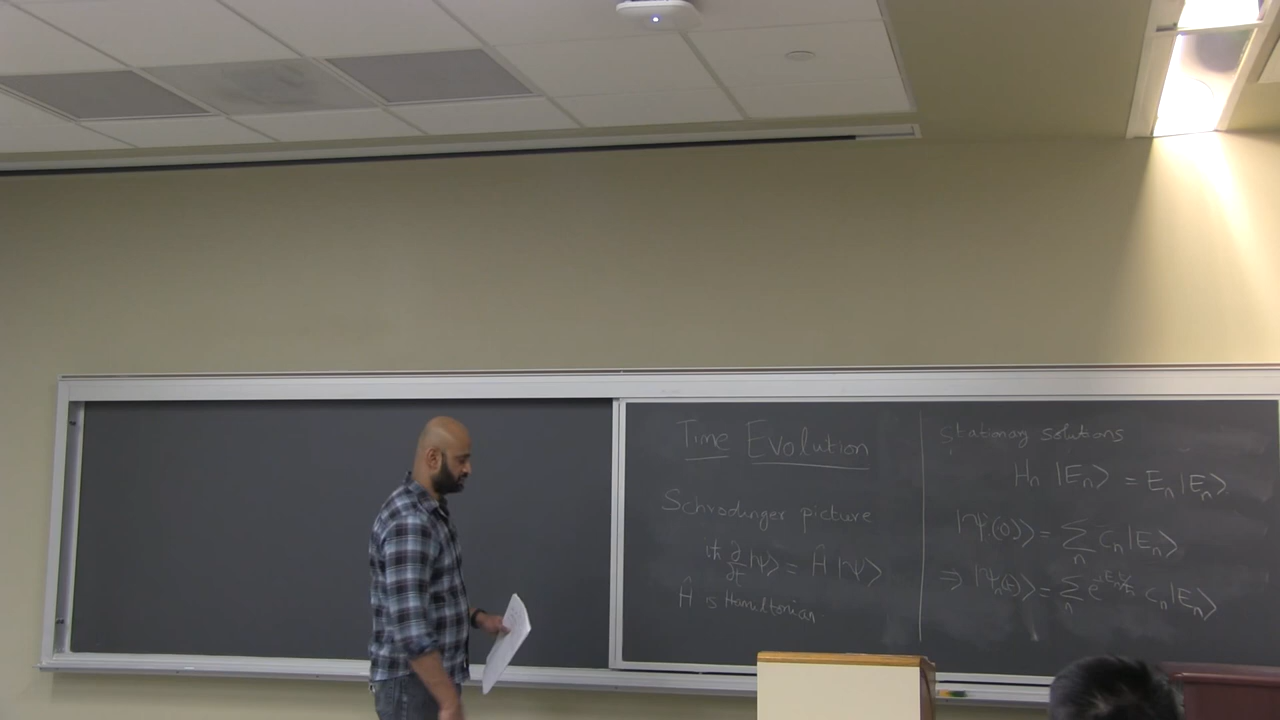 Time Evolution
Schrodinger picture
iħ ∂/∂t |ψ> = Ĥ |ψ>
Ĥ is Hamiltonian
Stationary solutions
Hn |En> = En |En>
|Ψ(0)> = Σn cn |En>
⇒ |Ψn(t)> = Σn e^-iEnt/ħ cn |En>